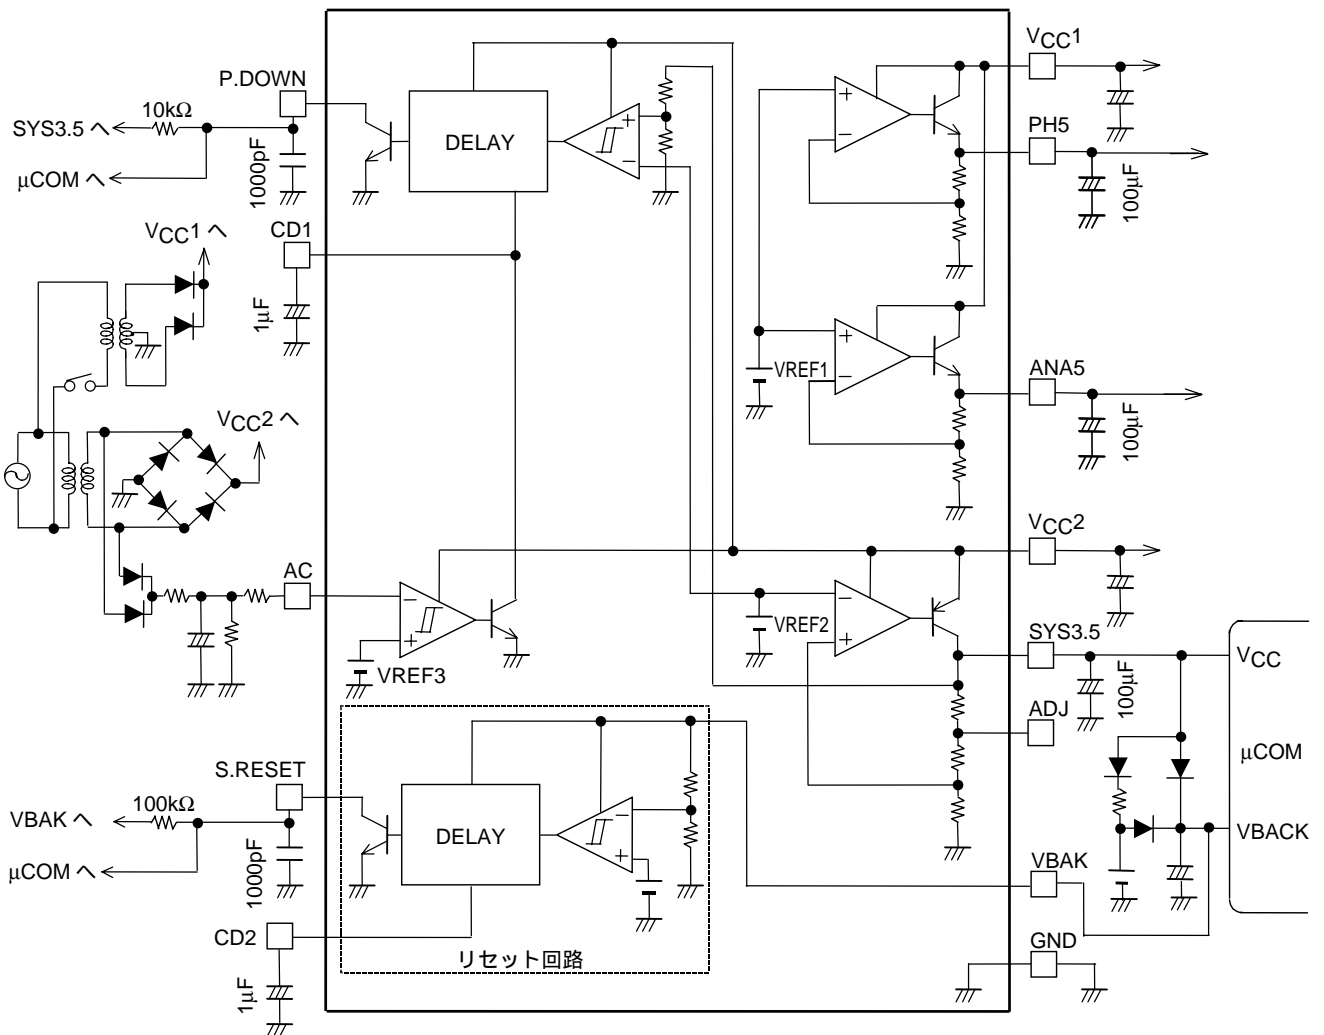 VCC1
P.DOWN
10kΩ
SYS3.5 へ
DELAY
+
−
+
−
PH5
μCOM へ
1000pF
100μF
CD1
VCC1 へ
1μF
+
−
VREF1
ANA5
100μF
VCC2 へ
VCC2
AC
−
+
VREF3
−
+
VREF2
SYS3.5
VCC
100μF
ADJ
μCOM
S.RESET
100kΩ
VBAK へ
DELAY
−
+
VBACK
μCOM へ
1000pF
VBAK
CD2
リセット回路
GND
1μF